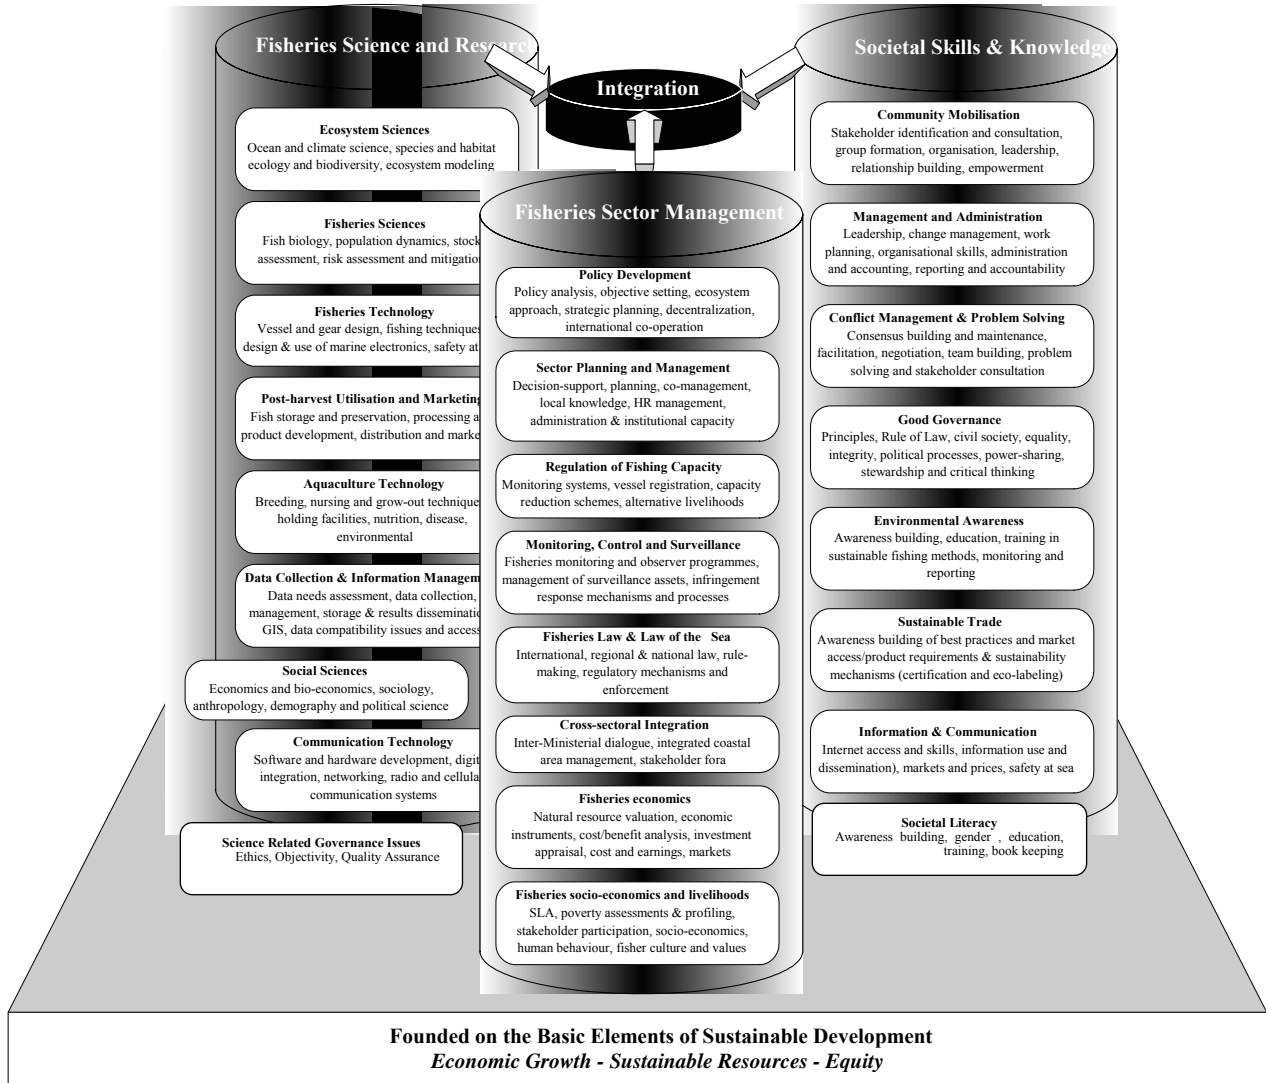 Fisheries Science and Research
Ecosystem Sciences
Ocean and climate science, species and habitat
ecology and biodiversity, ecosystem modeling
Fisheries Sciences
Fish biology, population dynamics, stock
assessment, risk assessment and mitigation
Fisheries Technology
Vessel and gear design, fishing techniques
design & use of marine electronics, safety at
Post-harvest Utilisation and Marketing
Fish storage and preservation, processing a
product development, distribution and marke
Aquaculture Technology
Breeding, nursing and grow-out technique
holding facilities, nutrition, disease,
environmental
Data Collection & Information Managem
Data needs assessment, data collection,
management, storage & results disseminatio
GIS, data compatibility issues and access
Social Sciences
Economics and bio-economics, sociology,
anthropology, demography and political science
Communication Technology
Software and hardware development, digit
integration, networking, radio and cellula
communication systems
Science Related Governance Issues
Ethics, Objectivity, Quality Assurance
Integration
Fisheries Sector Management
Policy Development
Policy analysis, objective setting, ecosystem
approach, strategic planning, decentralization,
international co-operation
Sector Planning and Management
Decision-support, planning, co-management,
local knowledge, HR management,
administration & institutional capacity
Regulation of Fishing Capacity
Monitoring systems, vessel registration, capacity
reduction schemes, alternative livelihoods
Monitoring, Control and Surveillance
Fisheries monitoring and observer programmes,
management of surveillance assets, infringement
response mechanisms and processes
Fisheries Law & Law of the Sea
International, regional & national law, rule-
making, regulatory mechanisms and
enforcement
Cross-sectoral Integration
Inter-Ministerial dialogue, integrated coastal
area management, stakeholder fora
Fisheries economics
Natural resource valuation, economic
instruments, cost/benefit analysis, investment
appraisal, cost and earnings, markets
Fisheries socio-economics and livelihoods
SLA, poverty assessments & profiling,
stakeholder participation, socio-economics,
human behaviour, fisher culture and values
Societal Skills & Knowledge
Community Mobilisation
Stakeholder identification and consultation,
group formation, organisation, leadership,
relationship building, empowerment
Management and Administration
Leadership, change management, work
planning, organisational skills, administration
and accounting, reporting and accountability
Conflict Management & Problem Solving
Consensus building and maintenance,
facilitation, negotiation, team building, problem
solving and stakeholder consultation
Good Governance
Principles, Rule of Law, civil society, equality,
integrity, political processes, power-sharing,
stewardship and critical thinking
Environmental Awareness
Awareness building, education, training in
sustainable fishing methods, monitoring and
reporting
Sustainable Trade
Awareness building of best practices and market
access/product requirements & sustainability
mechanisms (certification and eco-labeling)
Information & Communication
Internet access and skills, information use and
dissemination), markets and prices, safety at sea
Societal Literacy
Awareness building, gender , education,
training, book keeping
Founded on the Basic Elements of Sustainable Development
Economic Growth - Sustainable Resources - Equity